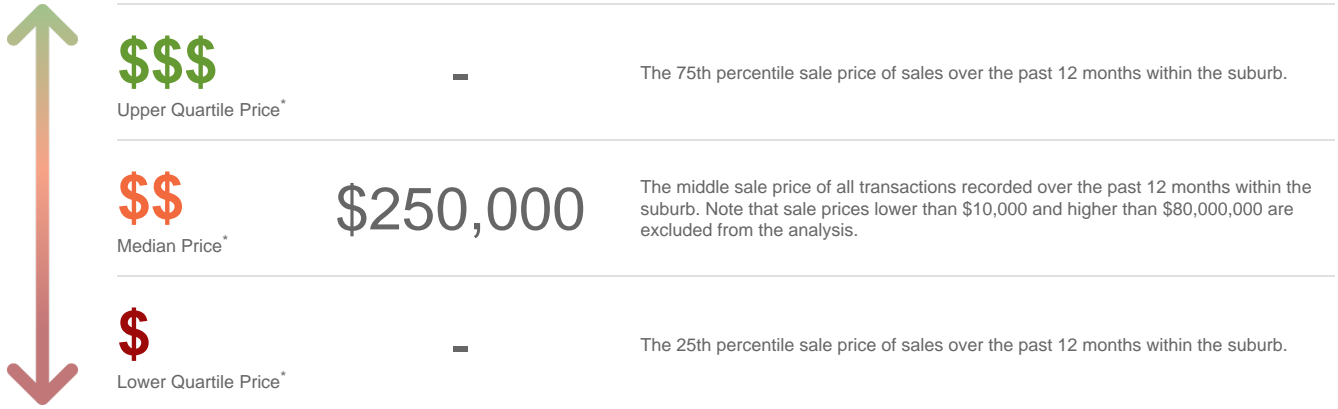 $$$
Upper Quartile Price*
-
The 75th percentile sale price of sales over the past 12 months within the suburb.
$$
Median Price*
$250,000
The middle sale price of all transactions recorded over the past 12 months within the
suburb. Note that sale prices lower than $10,000 and higher than $80,000,000 are
excluded from the analysis.
$
Lower Quartile Price*
-
The 25th percentile sale price of sales over the past 12 months within the suburb.